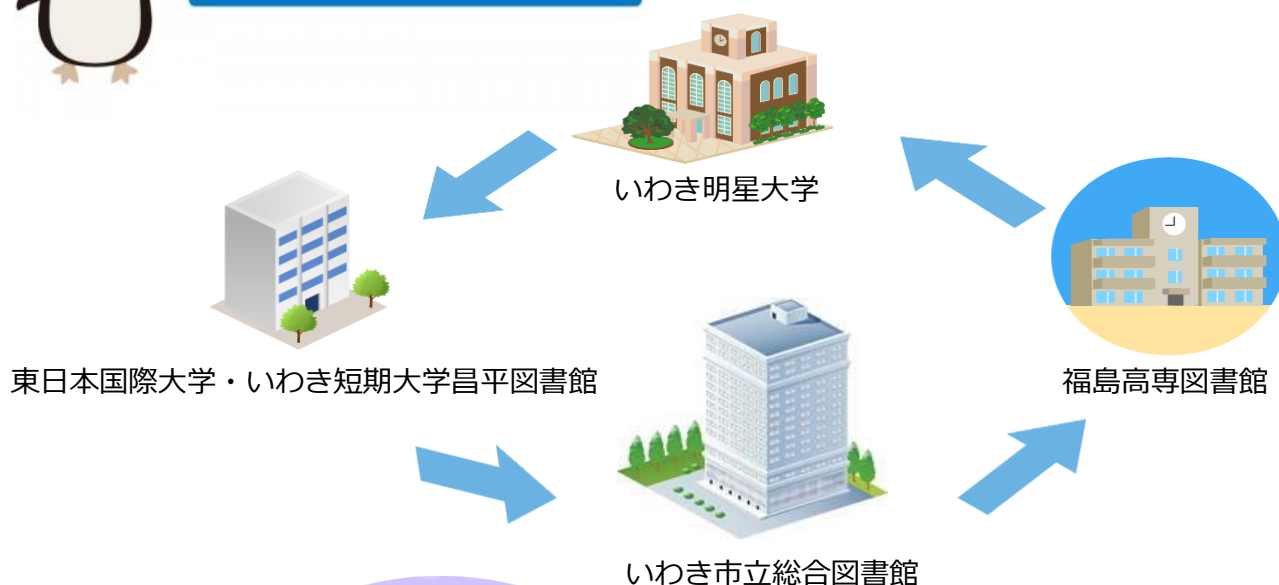 いわき明星大学
東日本国際大学・いわき短期大学昌平図書館
福島高専図書館
いわき市立総合図書館